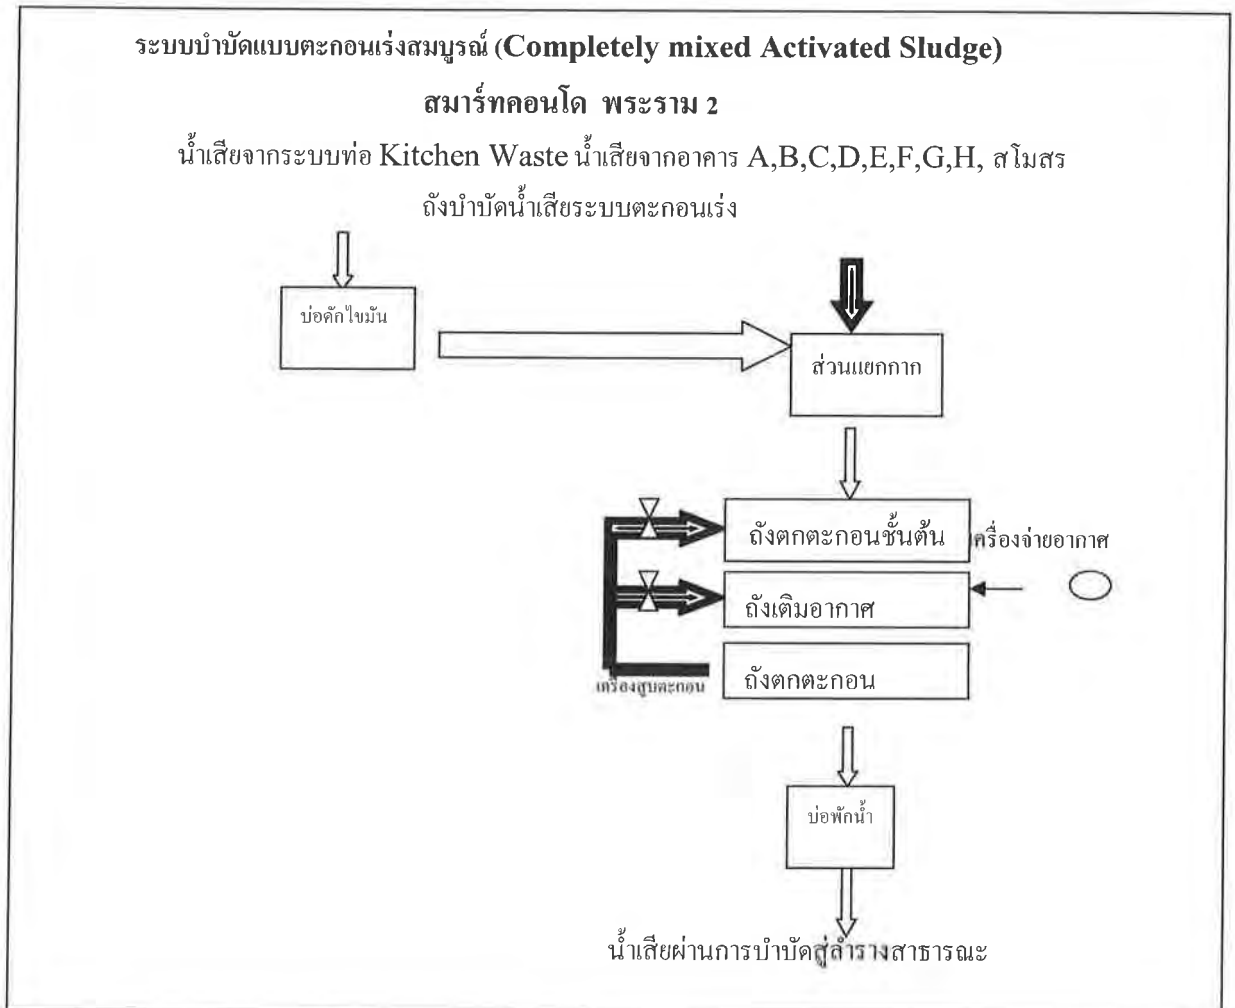 ระบบบำบัดแบบตะกอนเร่งสมบูรณ์ (Completely mixed Activated Sludge)
สมาร์ทคอนโด พระราม 2
น้ำเสียจากระบบท่อ Kitchen Waste น้ำเสียจากอาคาร A,B,C,D,E,F,G,H, สโมสร
ถังบำบัดน้ำเสียระบบตะกอนเร่ง
บ่อดักไขมัน
ส่วนแยกกาก
ถังตกตะกอนชั้นต้น
ครื่องจ่ายอากาศ
ถังเติมอากาศ
ถังตกตะกอน
เครื่องสูบตะกอน
บ่อพักน้ำ
น้ำเสียผ่านการบำบัดสู่ลำรางสาธารณะ